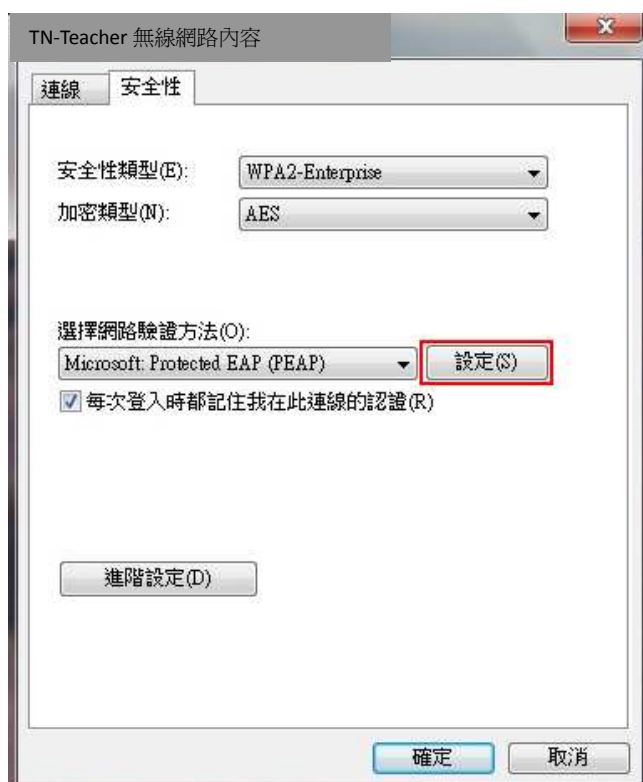 TN-Teacher 無線網路內容
連線 安全性
安全性類型(E): WPA2-Enterprise
加密類型(N): AES
選擇網路驗證方法(O):
Microsoft: Protected EAP (PEAP) 設定(S)
每次登入時都記住我在此連線的認證(R)
進階設定(D)
確定 取消